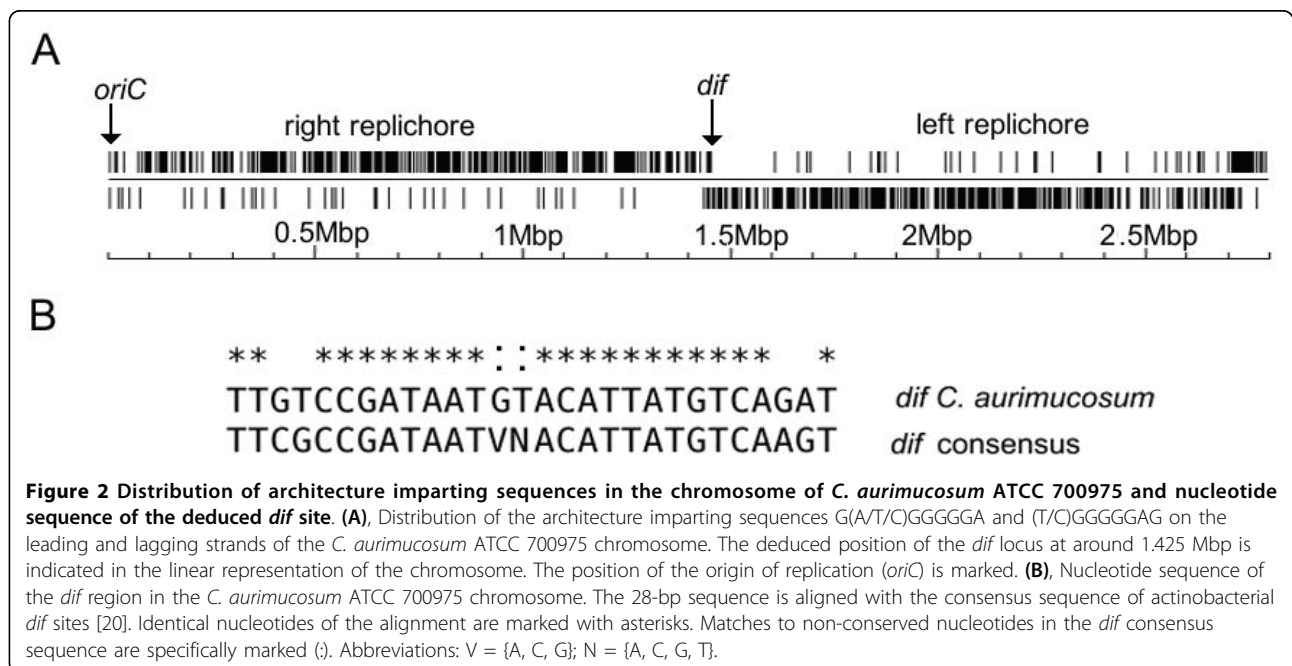 A
oriC
dif
right replichore
left replichore
0.5Mbp 1Mbp 1.5Mbp 2Mbp 2.5Mbp
B
** ********::*********** *
TTGTCCGATAATGTACATTATGTCAGAT dif C. aurimucosum
TTCGCCGATAATVNACATTATGTCAAGT dif consensus
Figure 2 Distribution of architecture imparting sequences in the chromosome of C. aurimucosum ATCC 700975 and nucleotide
sequence of the deduced dif site. (A), Distribution of the architecture imparting sequences G(A/T/C)GGGGGA and (T/C)GGGGGAG on the
leading and lagging strands of the C. aurimucosum ATCC 700975 chromosome. The deduced position of the dif locus at around 1.425 Mbp is
indicated in the linear representation of the chromosome. The position of the origin of replication (oriC) is marked. (B), Nucleotide sequence of
the dif region in the C. aurimucosum ATCC 700975 chromosome. The 28-bp sequence is aligned with the consensus sequence of actinobacterial
dif sites [20]. Identical nucleotides of the alignment are marked with asterisks. Matches to non-conserved nucleotides in the dif consensus
sequence are specifically marked (:). Abbreviations: V = {A, C, G}; N = {A, C, G, T}.